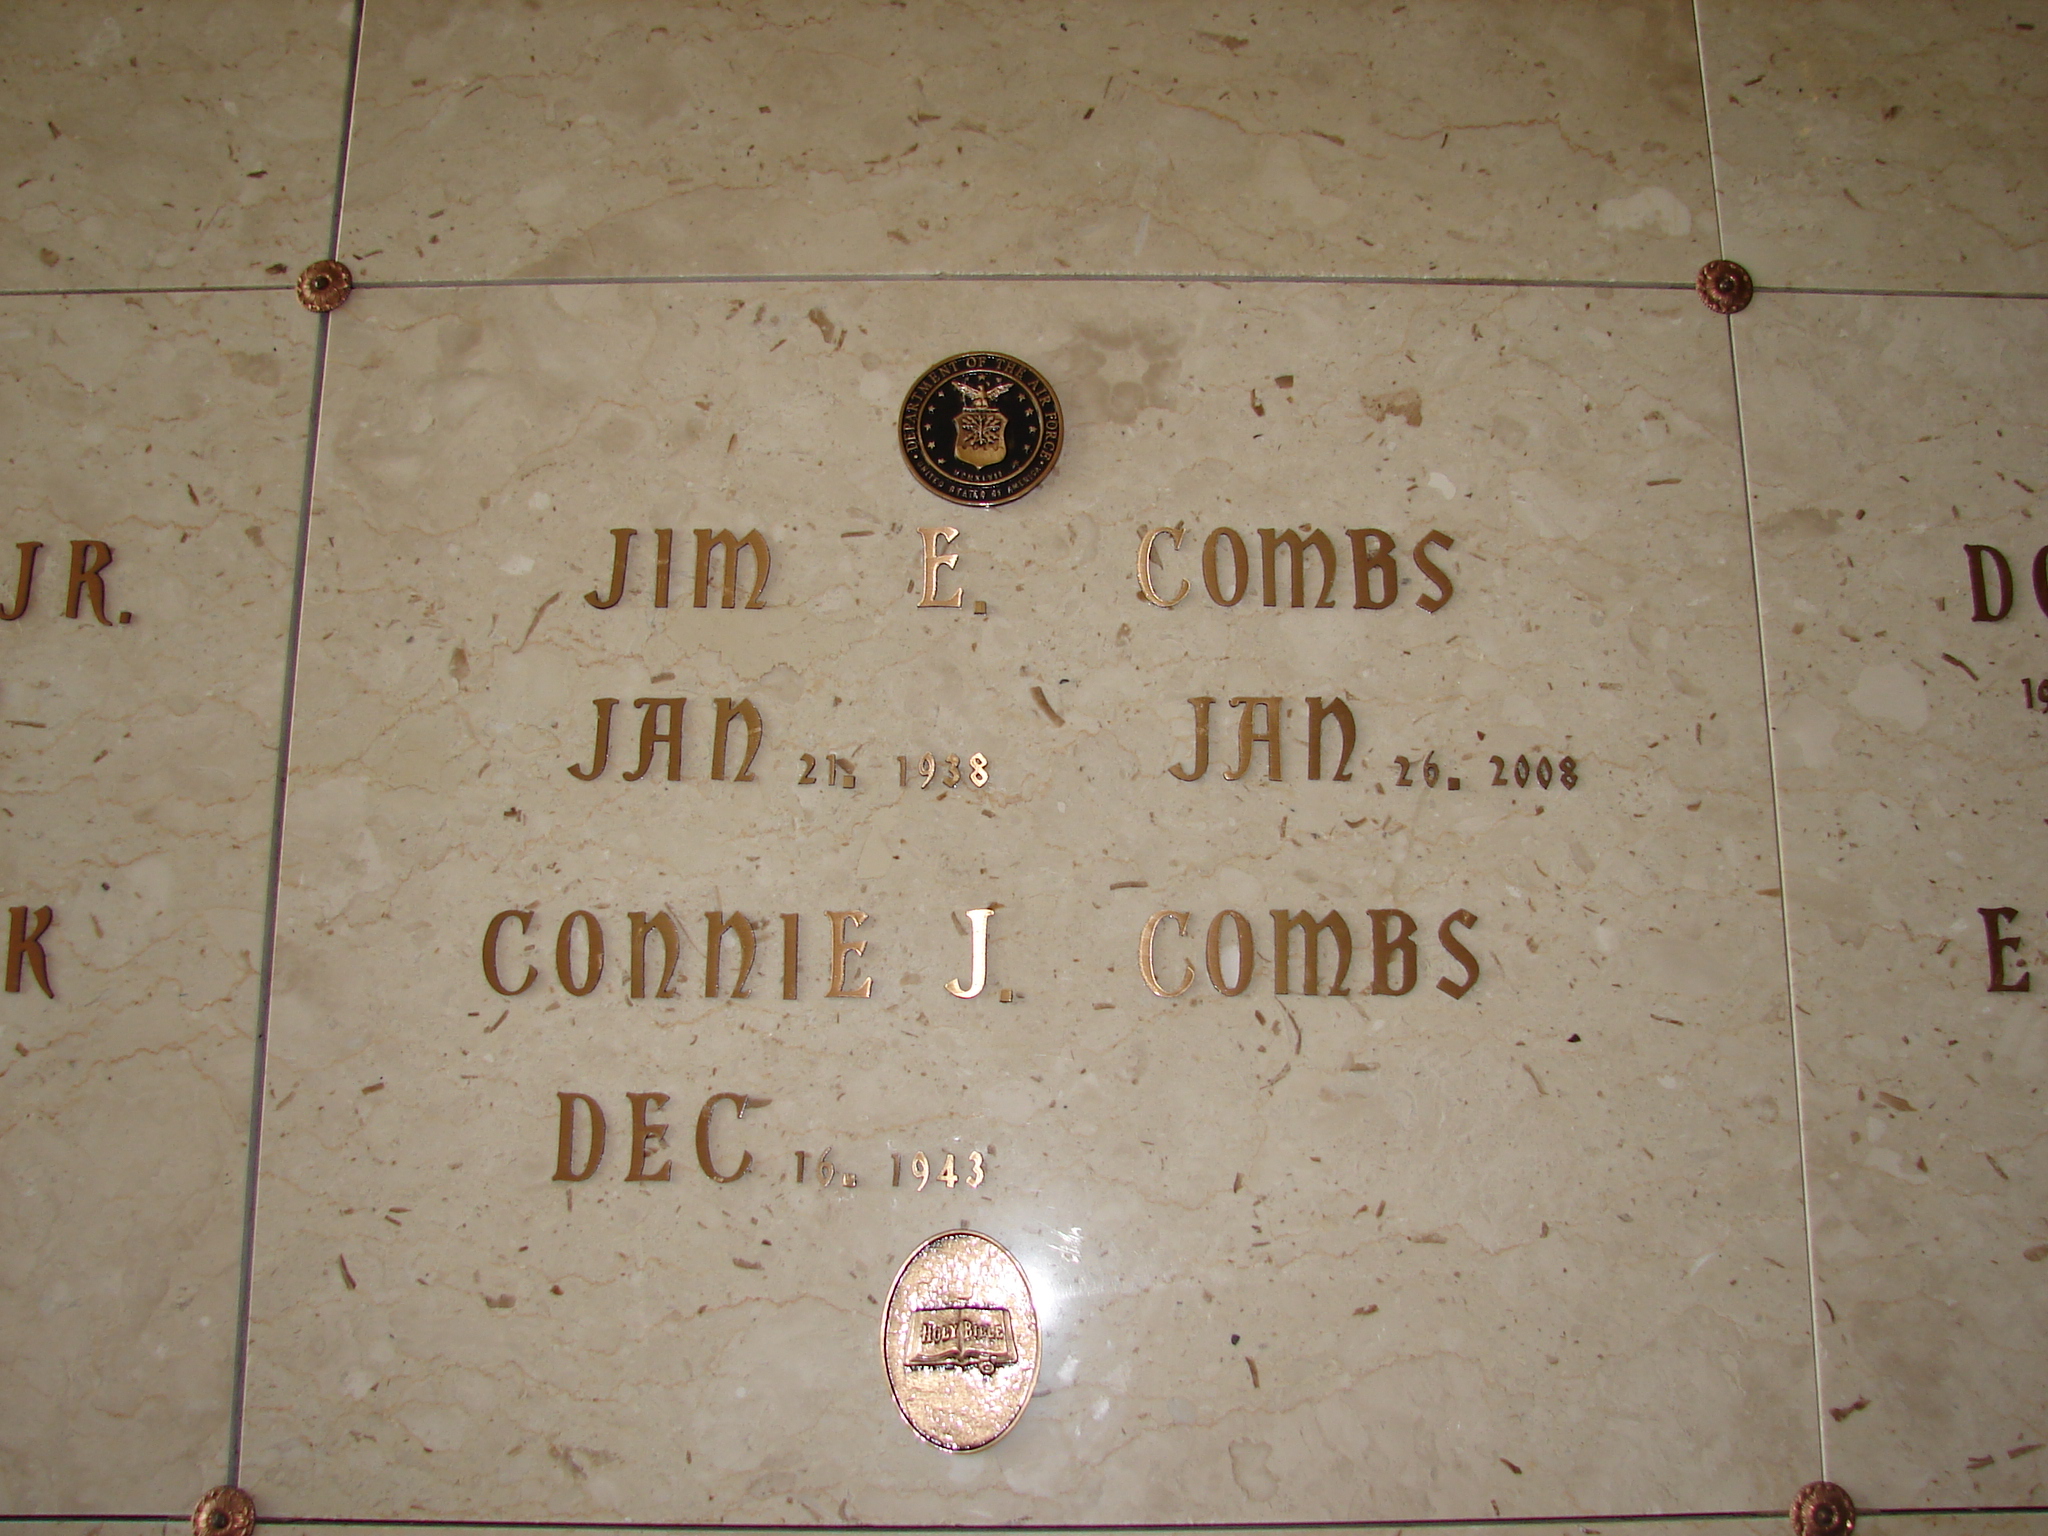 DEPARTMENT OF THE AIR FORCE
MCMXLVII
UNITED STATES OF AMERICA
JR.
JIM E. COMBS
JAN 21. 1938 JAN 26. 2008
K
CONNIE J. COMBS
E
DEC 16. 1943
HOLY BIBLE